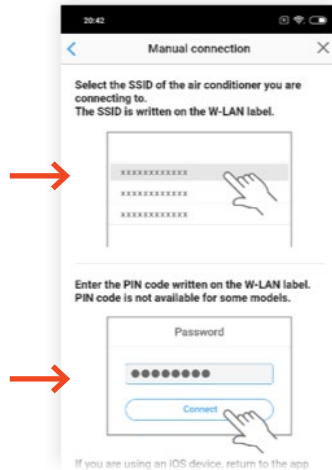 20:42
Manual connection
Select the SSID of the air conditioner you are
connecting to.
The SSID is written on the W-LAN label.
xxxxxxxxxxxx
xxxxxxxxxxxx
xxxxxxxxxxxx
Enter the PIN code written on the W-LAN label.
PIN code is not available for some models.
Password
Connect
If you are using an iOS device, return to the app